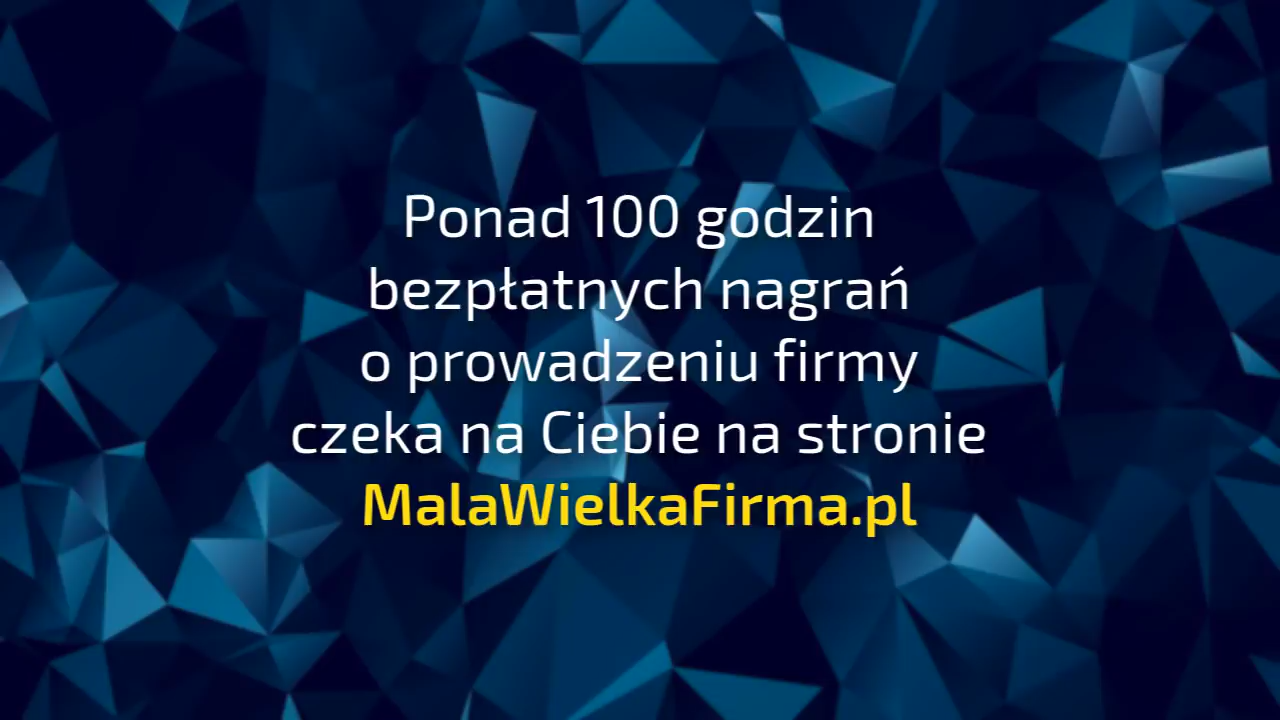 Ponad 100 godzin
bezpłatnych nagrań
o prowadzeniu firmy
czeka na Ciebie na stronie
MalaWielkaFirma.pl